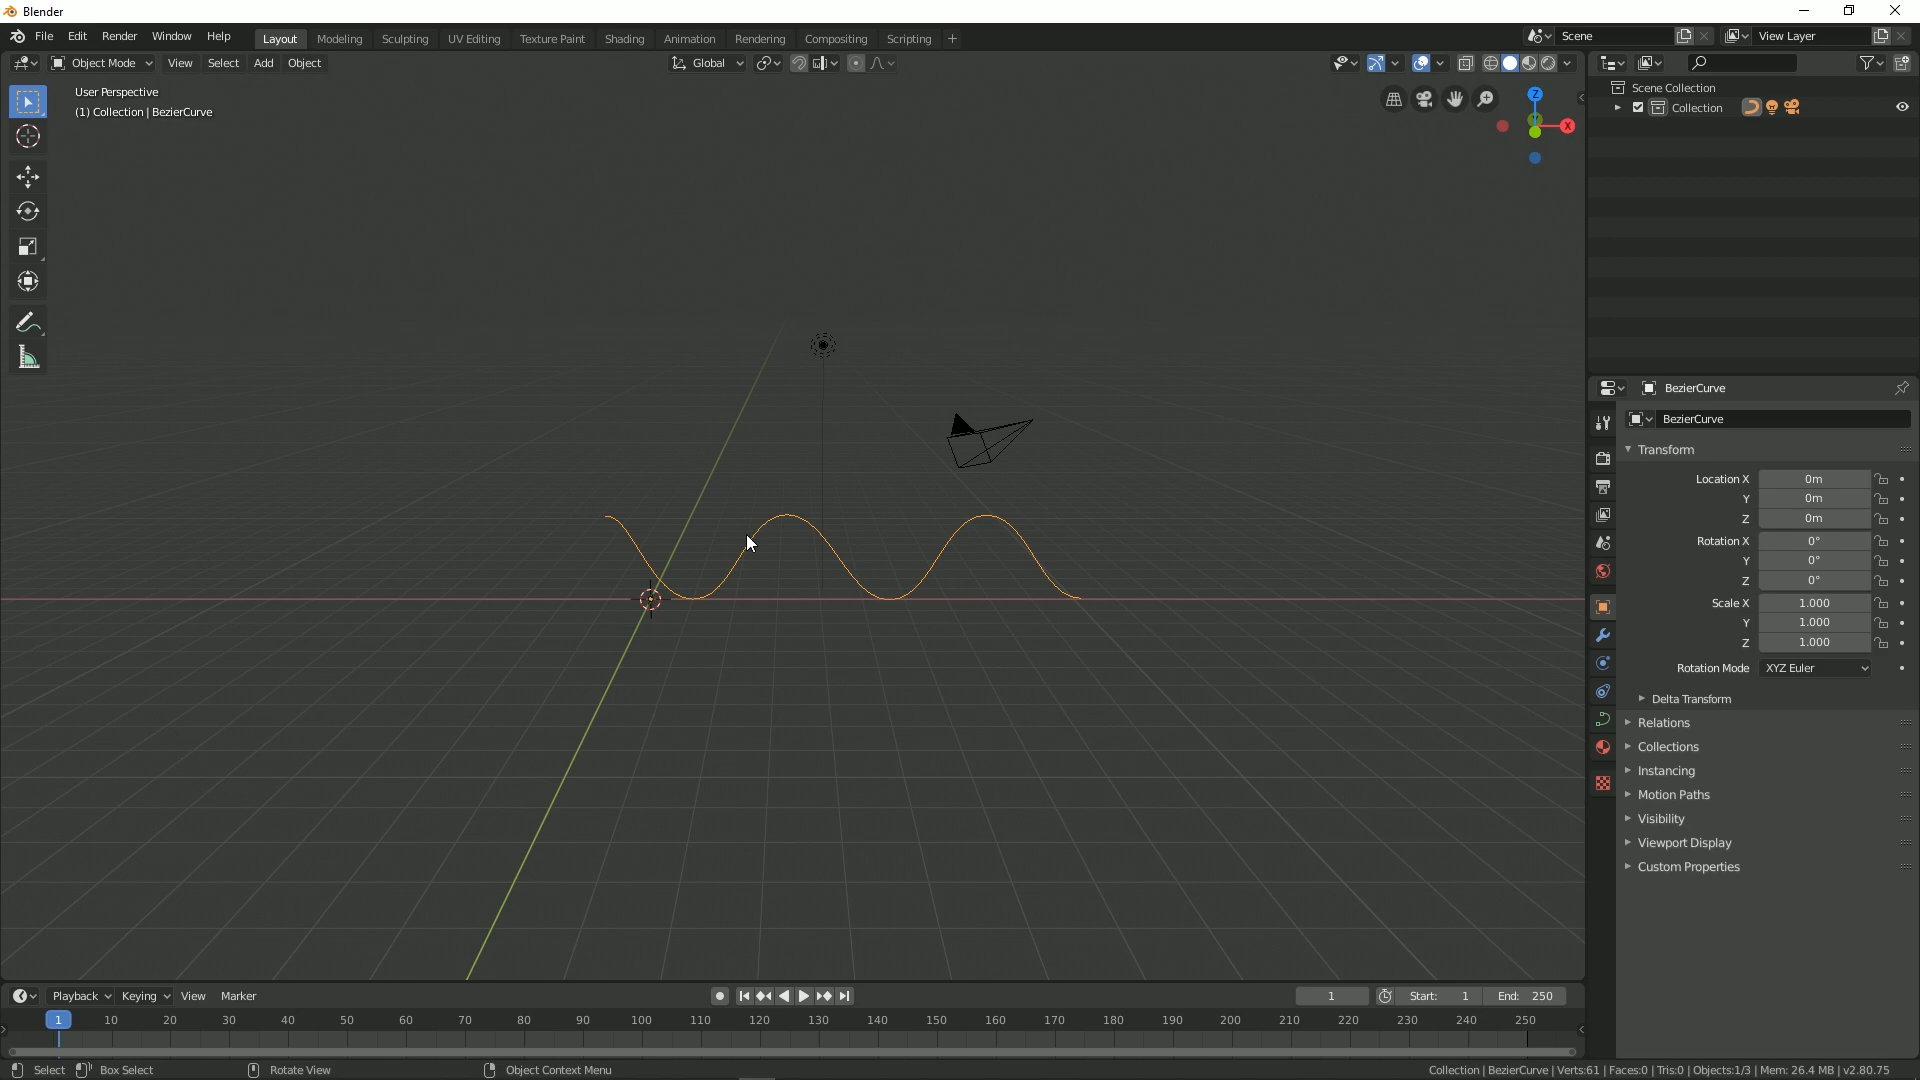 Blender
File Edit Render Window Help Layout Modeling Sculpting UV Editing Texture Paint Shading Animation Rendering Compositing Scripting + Scene View Layer
Object Mode View Select Add Object Global
User Perspective
(1) Collection | BezierCurve
Z
X
Scene Collection
Collection
BezierCurve
BezierCurve
Transform
Location X 0m
Y 0m
Z 0m
Rotation X 0°
Y 0°
Z 0°
Scale X 1.000
Y 1.000
Z 1.000
Rotation Mode XYZ Euler
Delta Transform
Relations
Collections
Instancing
Motion Paths
Visibility
Viewport Display
Custom Properties
Playback Keying View Marker 1 Start: 1 End: 250
1 10 20 30 40 50 60 70 80 90 100 110 120 130 140 150 160 170 180 190 200 210 220 230 240 250
Select Box Select Rotate View Object Context Menu Collection | BezierCurve | Verts:61 | Faces:0 | Tris:0 | Objects:1/3 | Mem: 26.4 MB | v2.80.75